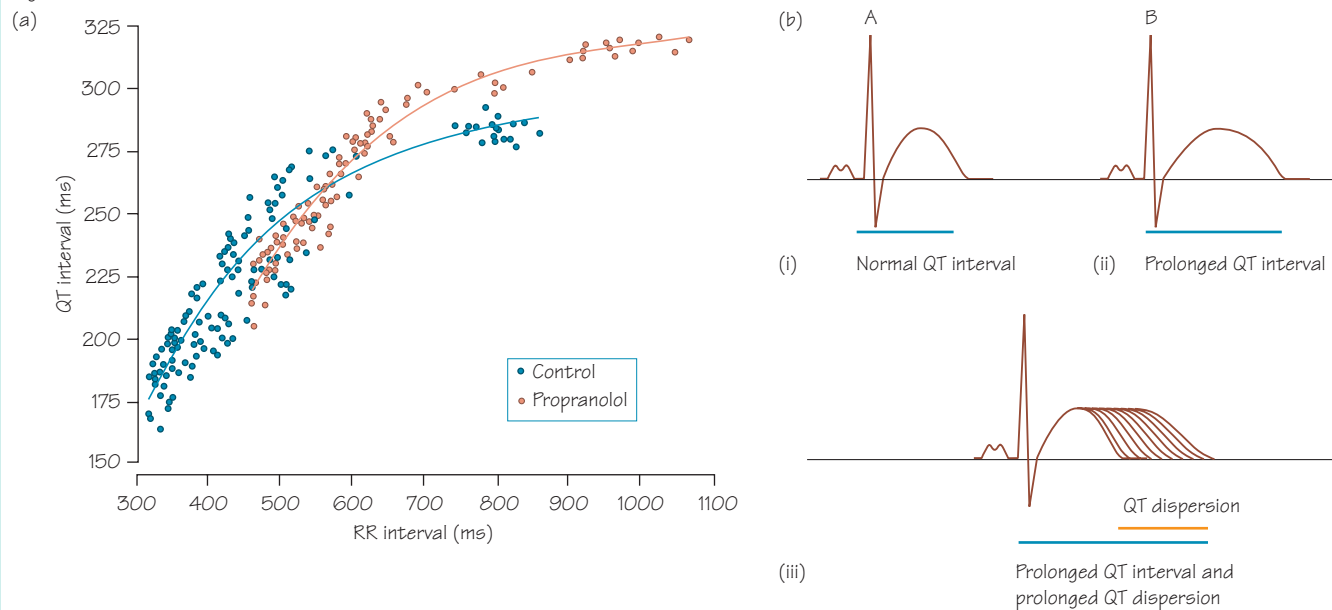 (a)
325
300
275
250
225
200
175
150
QT interval (ms)
300 400 500 600 700 800 900 1000 1100
RR interval (ms)
Control
Propranolol
(b)
A
B
(i) Normal QT interval
(ii) Prolonged QT interval
QT dispersion
(iii) Prolonged QT interval and
prolonged QT dispersion